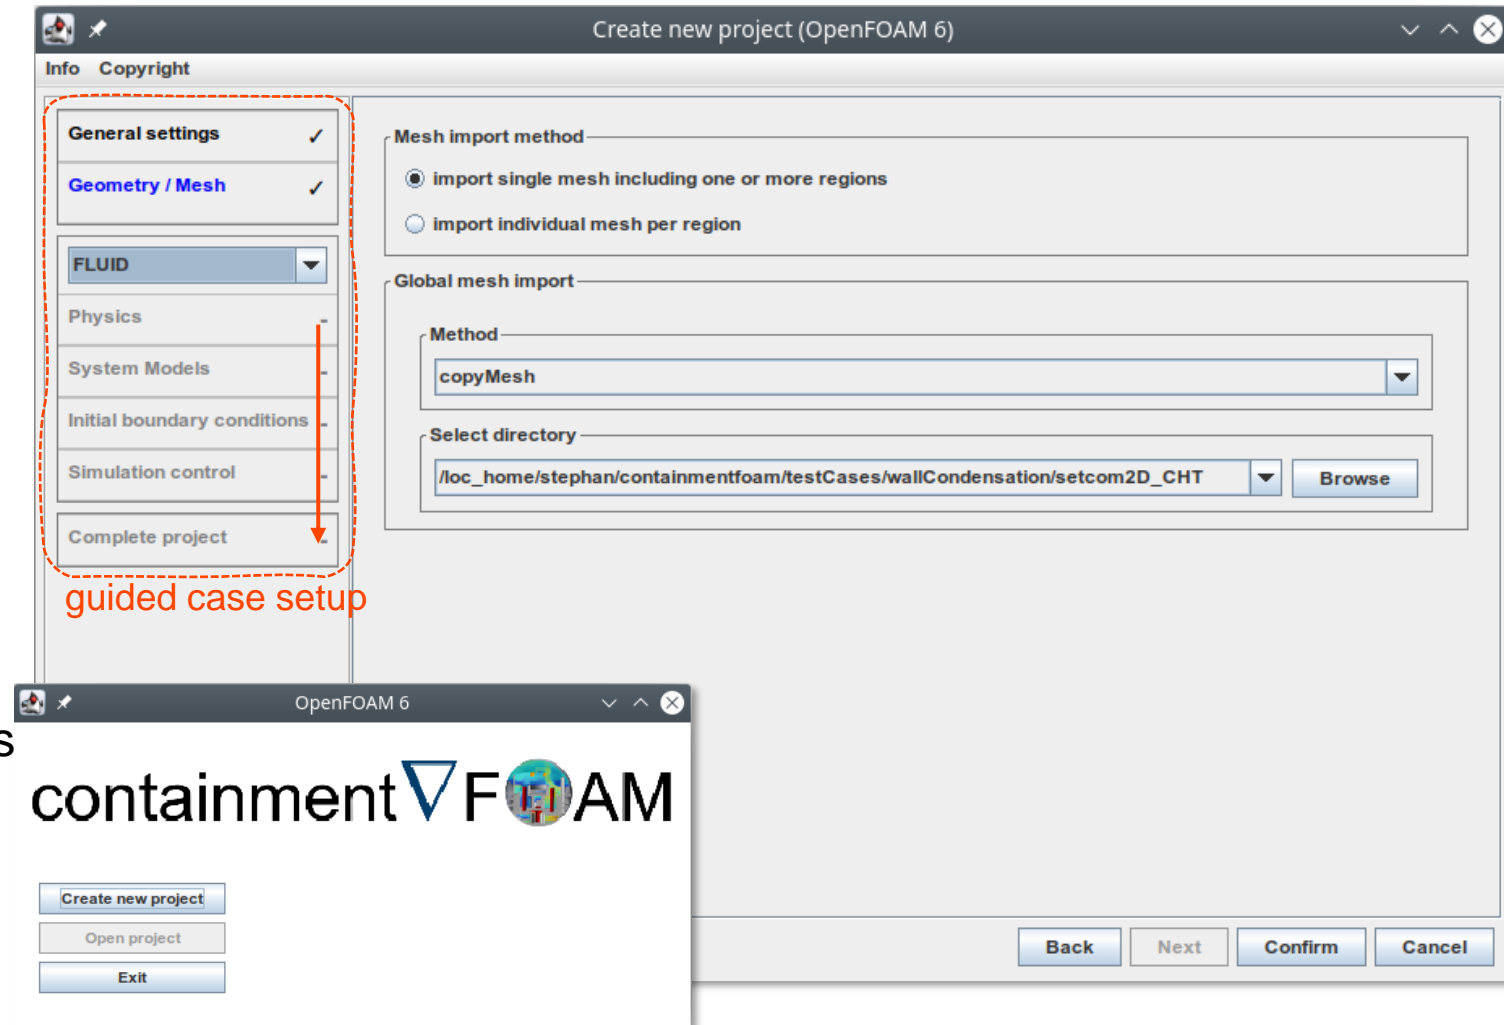 Create new project (OpenFOAM 6)
Info Copyright
General settings ✓
Geometry / Mesh ✓
FLUID
Physics -
System Models -
Initial boundary conditions -
Simulation control -
Complete project -
guided case setup
Mesh import method
import single mesh including one or more regions
import individual mesh per region
Global mesh import
Method
copyMesh
Select directory
/loc_home/stephan/containmentfoam/testCases/wallCondensation/setcom2D_CHT
Browse
Back Next Confirm Cancel
OpenFOAM 6
s
containment▽FOAM
Create new project
Open project
Exit